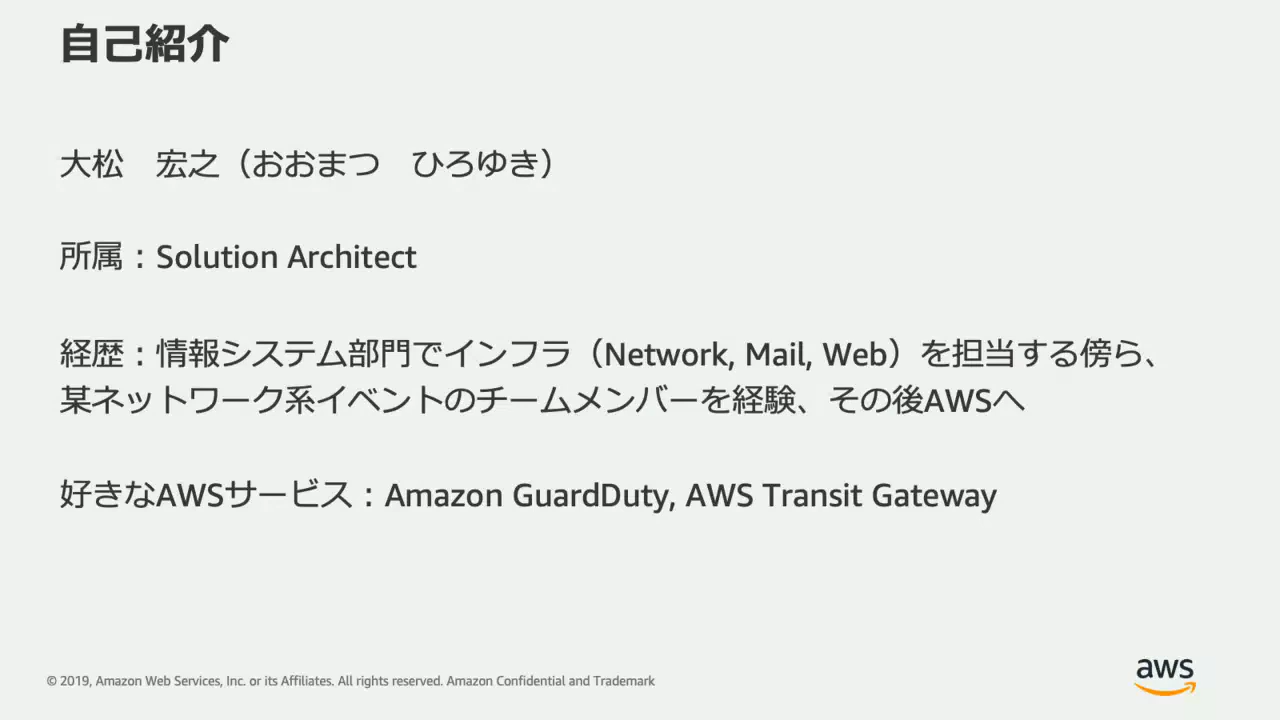 自己紹介
大松　宏之（おおまつ　ひろゆき）
所属：Solution Architect
経歴：情報システム部門でインフラ（Network, Mail, Web）を担当する傍ら、
某ネットワーク系イベントのチームメンバーを経験、その後AWSへ
好きなAWSサービス：Amazon GuardDuty, AWS Transit Gateway
© 2019, Amazon Web Services, Inc. or its Affiliates. All rights reserved. Amazon Confidential and Trademark
aws